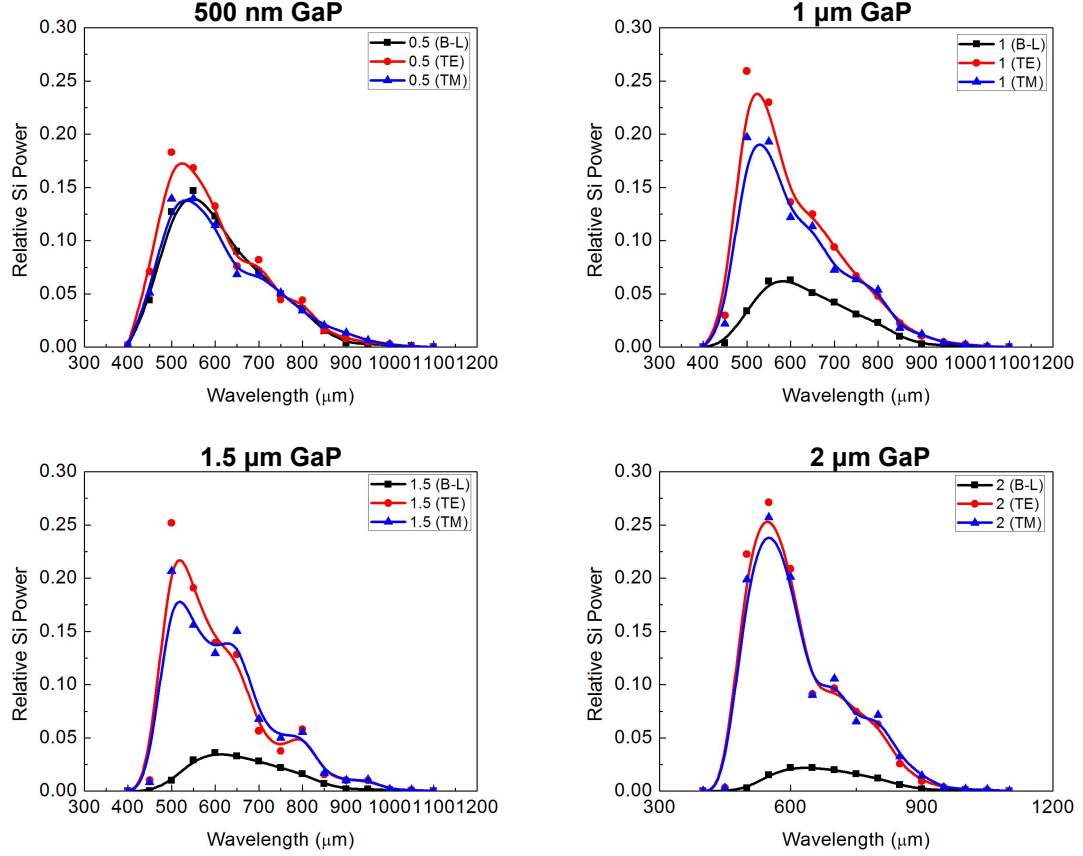 500 nm GaP
0.30
0.25
0.20
0.15
0.10
0.05
0.00
Relative Si Power
0.5 (B-L)
0.5 (TE)
0.5 (TM)
300 400 500 600 700 800 900 1000 1100 1200
Wavelength (μm)
1 μm GaP
0.30
0.25
0.20
0.15
0.10
0.05
0.00
Relative Si Power
1 (B-L)
1 (TE)
1 (TM)
300 400 500 600 700 800 900 1000 1100 1200
Wavelength (μm)
1.5 μm GaP
0.30
0.25
0.20
0.15
0.10
0.05
0.00
Relative Si Power
1.5 (B-L)
1.5 (TE)
1.5 (TM)
300 400 500 600 700 800 900 1000 1100 1200
Wavelength (μm)
2 μm GaP
0.30
0.25
0.20
0.15
0.10
0.05
0.00
Relative Si Power
2 (B-L)
2 (TE)
2 (TM)
300 600 900 1200
Wavelength (μm)